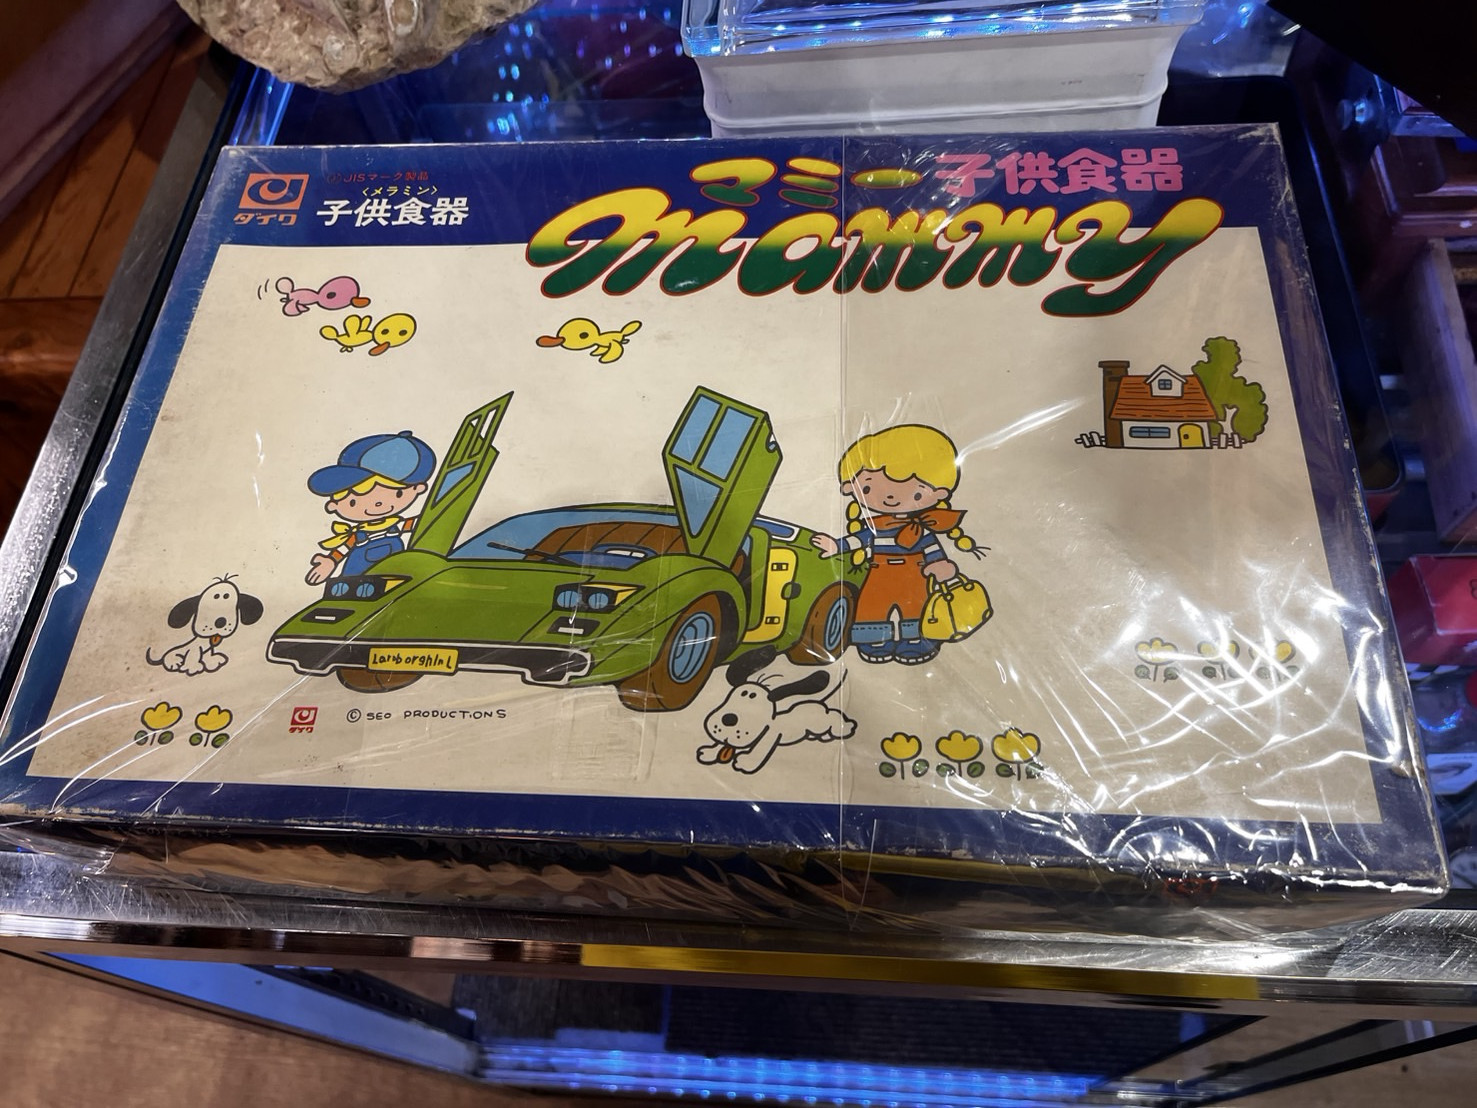 JISマーク製品
〈メラミン〉
ダイワ
子供食器
マミー子供食器
mammy
Lamborghini
ダイワ
© SEO PRODUCTIONS